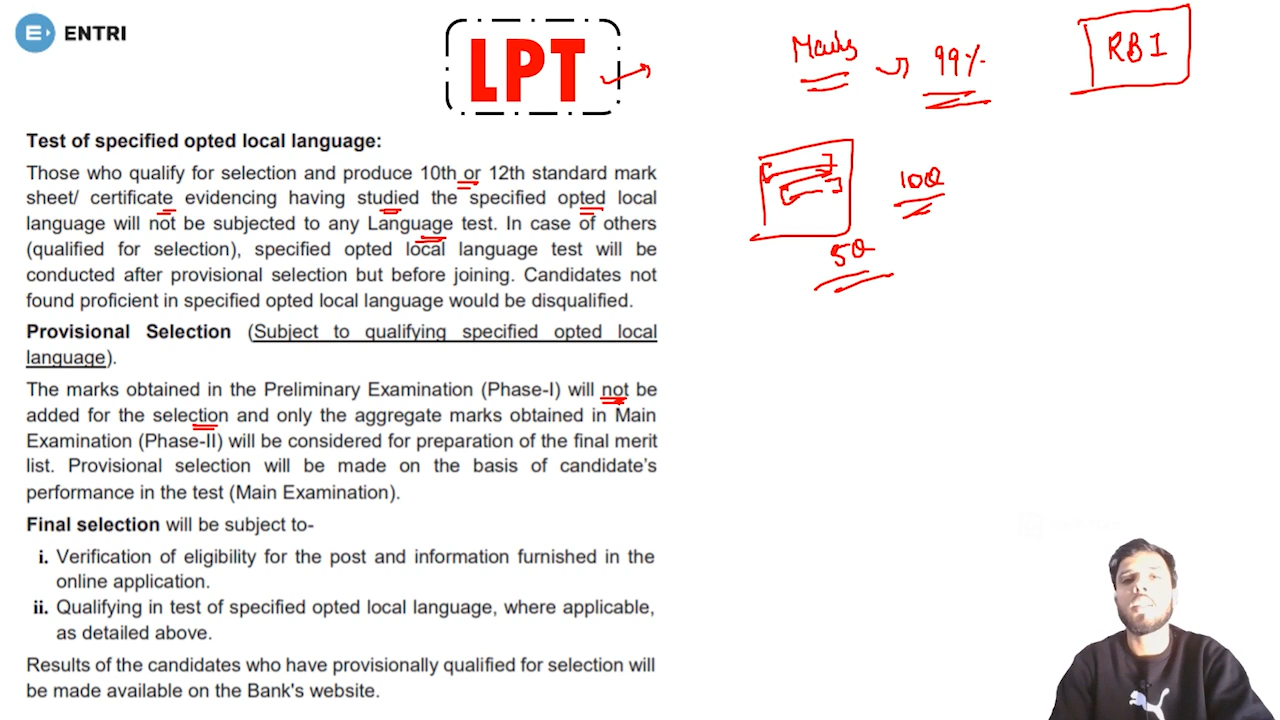 ENTRI
LPT
Marks → 99%
RBI
Test of specified opted local language:
Those who qualify for selection and produce 10th or 12th standard mark
sheet/ certificate evidencing having studied the specified opted local
language will not be subjected to any Language test. In case of others
(qualified for selection), specified opted local language test will be
conducted after provisional selection but before joining. Candidates not
found proficient in specified opted local language would be disqualified.
Provisional Selection (Subject to qualifying specified opted local
language).
The marks obtained in the Preliminary Examination (Phase-I) will not be
added for the selection and only the aggregate marks obtained in Main
Examination (Phase-II) will be considered for preparation of the final merit
list. Provisional selection will be made on the basis of candidate's
performance in the test (Main Examination).
Final selection will be subject to-
i. Verification of eligibility for the post and information furnished in the
online application.
ii. Qualifying in test of specified opted local language, where applicable,
as detailed above.
Results of the candidates who have provisionally qualified for selection will
be made available on the Bank's website.
10Q
5Q